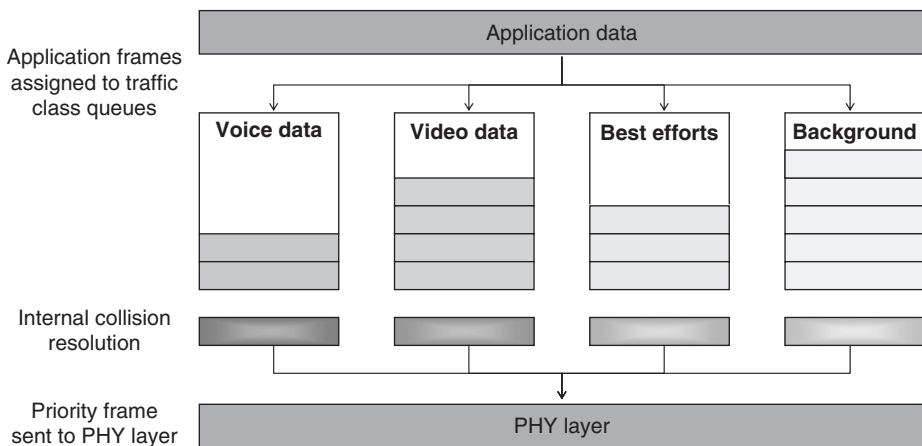 Application data
Application frames
assigned to traffic
class queues
Voice data
Video data
Best efforts
Background
Internal collision
resolution
Priority frame
sent to PHY layer
PHY layer